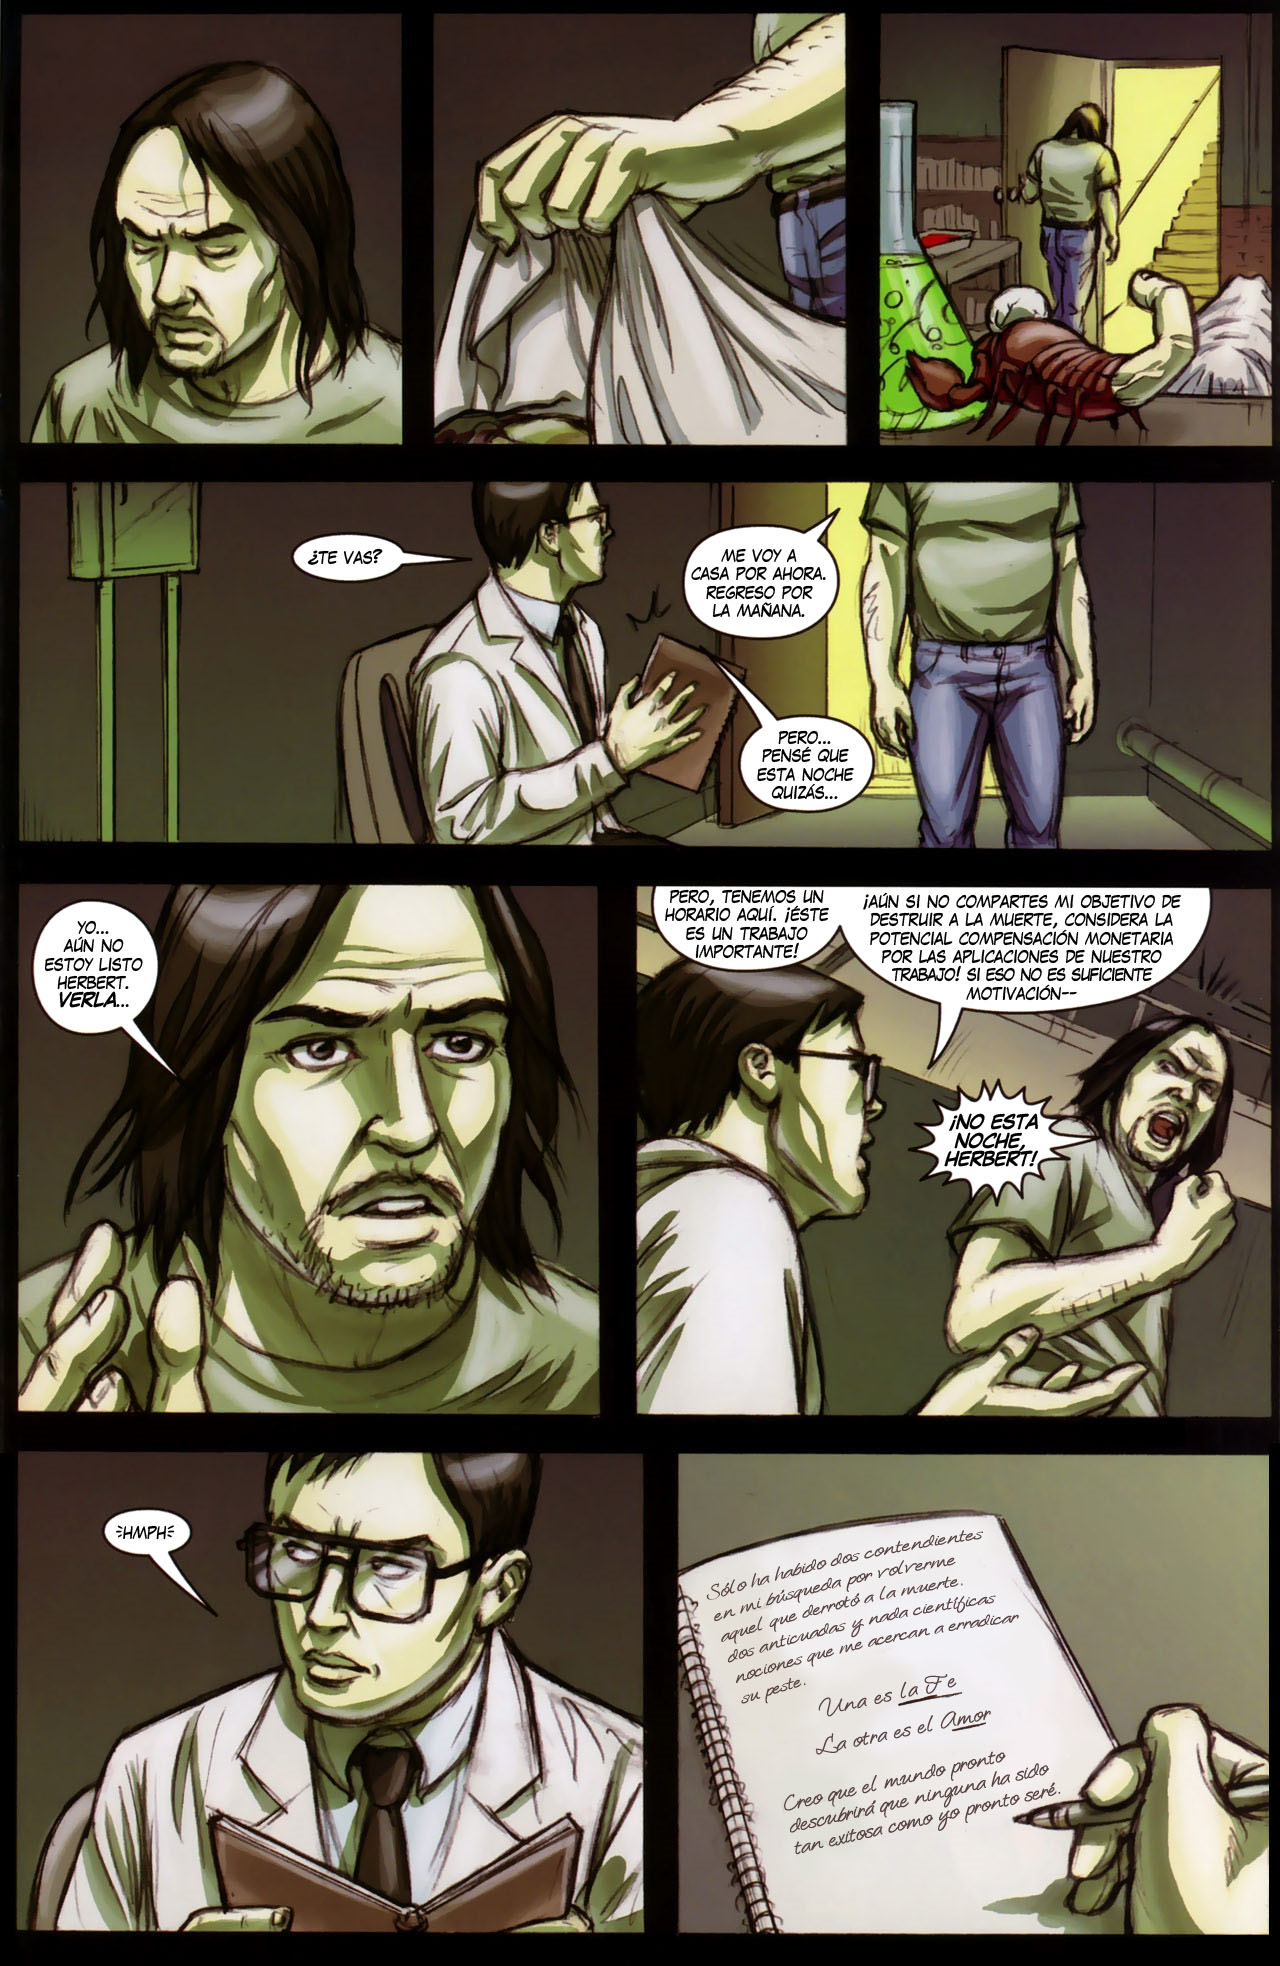 ¿TE VAS?
ME VOY A
CASA POR AHORA.
REGRESO POR
LA MAÑANA.
PERO...
PENSÉ QUE
ESTA NOCHE
QUIZÁS...
YO...
AÚN NO
ESTOY LISTO
HERBERT.
VERLA...
PERO, TENEMOS UN
HORARIO AQUÍ. ¡ÉSTE
ES UN TRABAJO
IMPORTANTE!
¡AÚN SI NO COMPARTES MI OBJETIVO DE
DESTRUIR A LA MUERTE, CONSIDERA LA
POTENCIAL COMPENSACIÓN MONETARIA
POR LAS APLICACIONES DE NUESTRO
TRABAJO! SI ESO NO ES SUFICIENTE
MOTIVACIÓN--
¡NO ESTA
NOCHE,
HERBERT!
HMPH
Sólo ha habido dos contendientes
en mi búsqueda por volverme
aquel que derrotó a la muerte.
dos anticuadas y nada científicas
nociones que me acercan a erradicar
su peste.
Una es la Fe
La otra es el Amor
Creo que el mundo pronto
descubrirá que ninguna ha sido
tan exitosa como yo pronto seré.